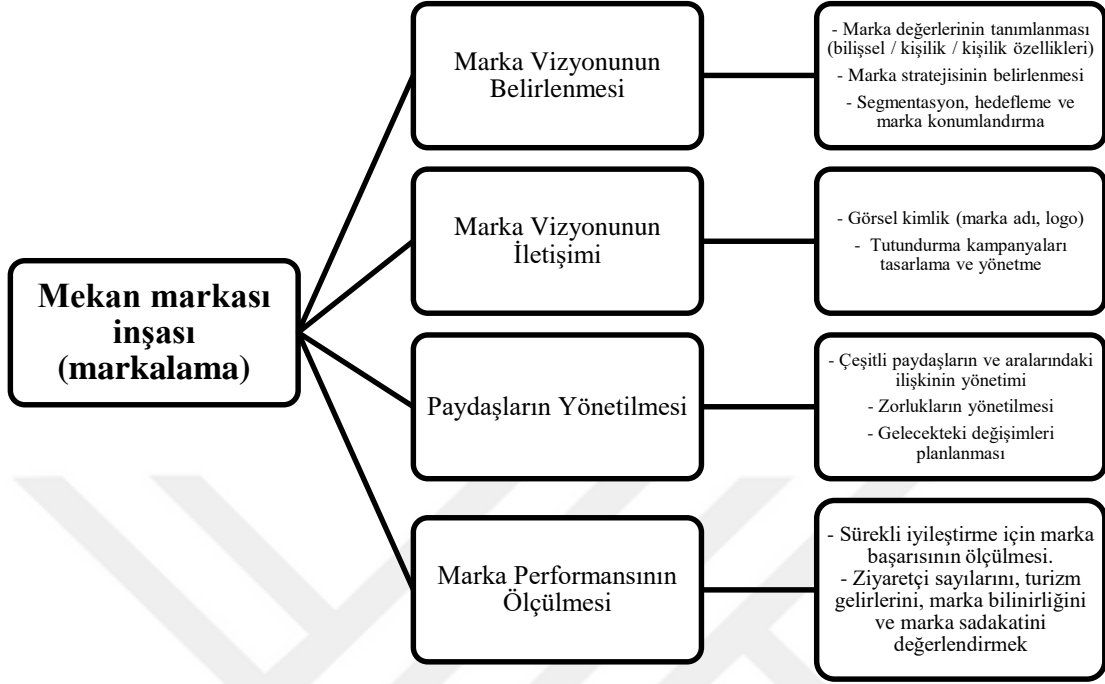 Mekan markası
inşası
(markalama)
Marka Vizyonunun
Belirlenmesi
- Marka değerlerinin tanımlanması
(bilişsel / kişilik / kişilik özellikleri)
- Marka stratejisinin belirlenmesi
- Segmentasyon, hedefleme ve
marka konumlandırma
Marka Vizyonunun
İletişimi
- Görsel kimlik (marka adı, logo)
- Tutundurma kampanyaları
tasarlama ve yönetme
Paydaşların Yönetilmesi
- Çeşitli paydaşların ve aralarındaki
ilişkinin yönetimi
- Zorlukların yönetilmesi
- Gelecekteki değişimleri
planlanması
Marka Performansının
Ölçülmesi
- Sürekli iyileştirme için marka
başarısının ölçülmesi.
- Ziyaretçi sayılarını, turizm
gelirlerini, marka bilinirliğini
ve marka sadakatini
değerlendirmek